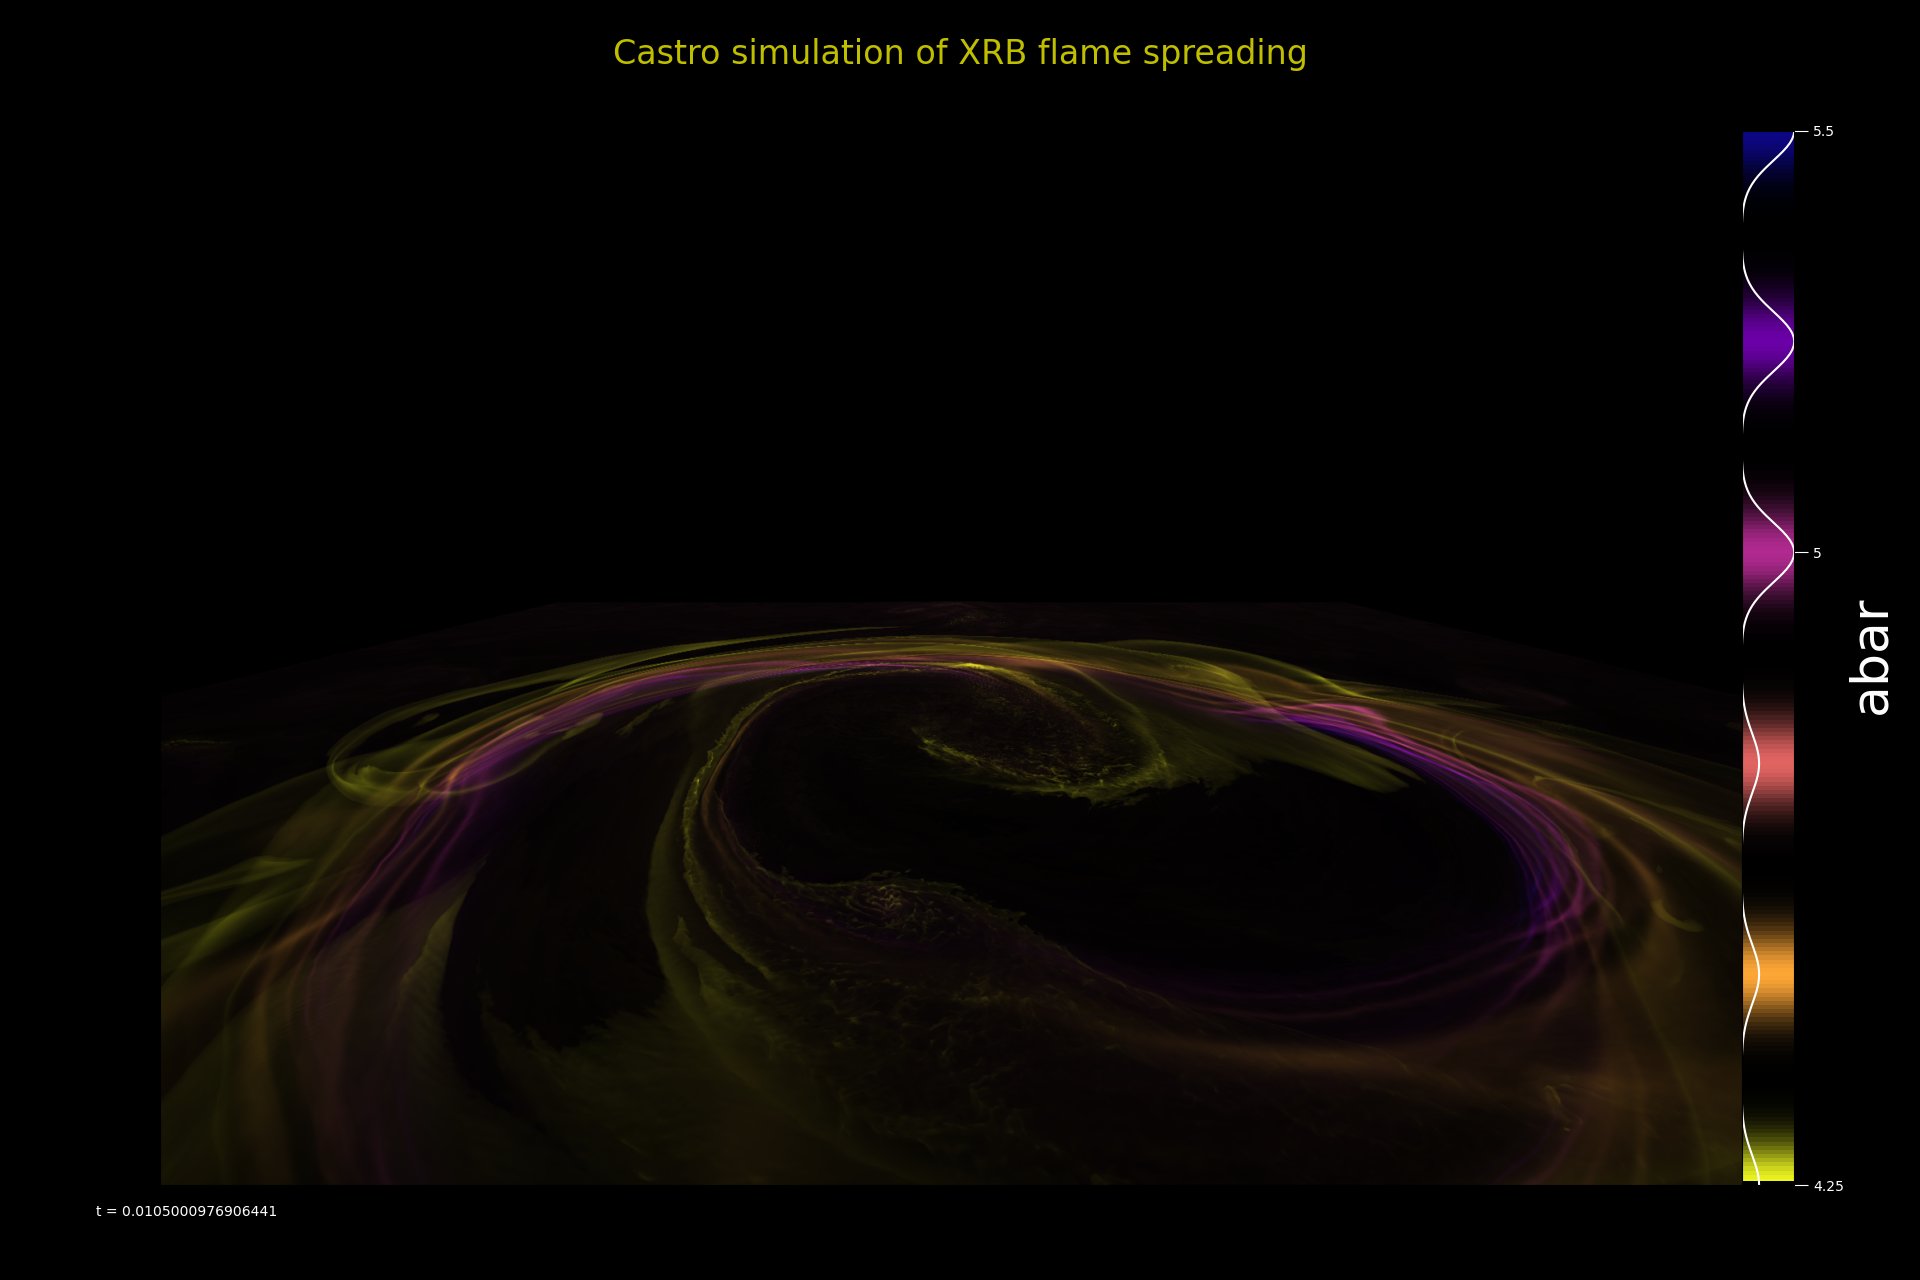 Castro simulation of XRB flame spreading
5.5
5
abar
4.25
t = 0.0105000976906441